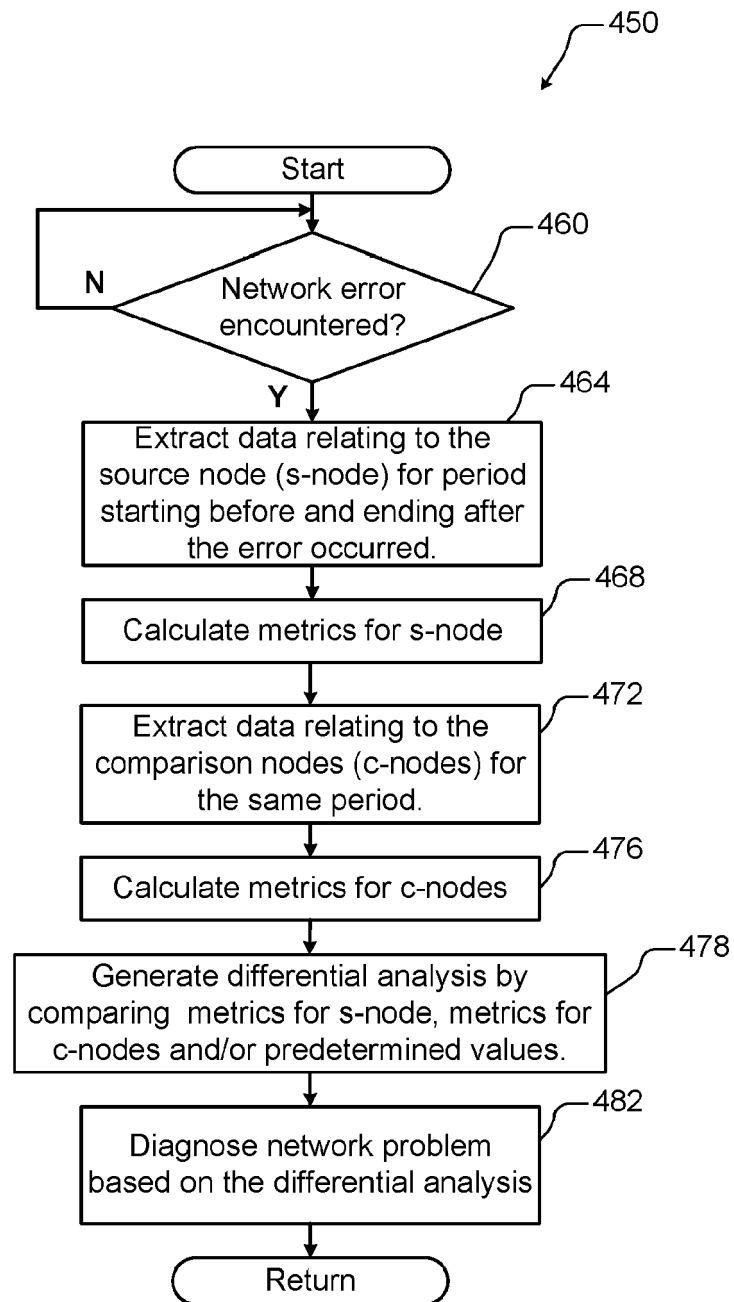 450
Start
460
Network error
encountered?
N
Y
464
Extract data relating to the
source node (s-node) for period
starting before and ending after
the error occurred.
468
Calculate metrics for s-node
472
Extract data relating to the
comparison nodes (c-nodes) for
the same period.
476
Calculate metrics for c-nodes
478
Generate differential analysis by
comparing metrics for s-node, metrics for
c-nodes and/or predetermined values.
482
Diagnose network problem
based on the differential analysis
Return